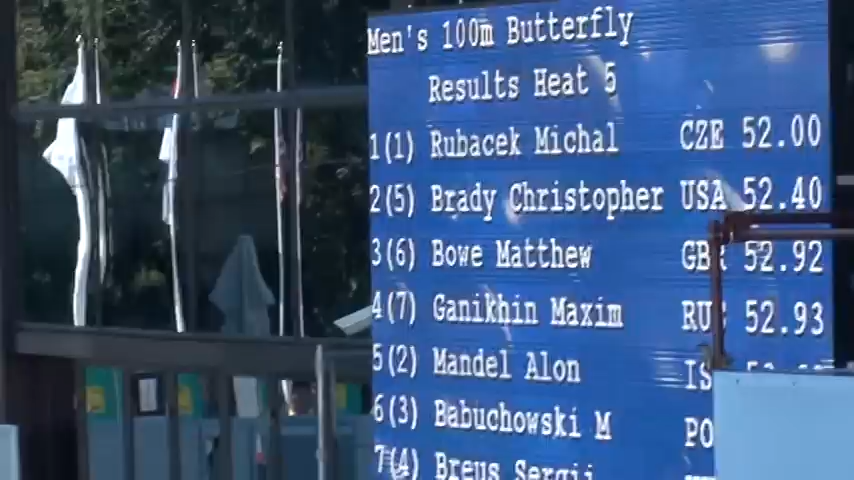 Men's 100m Butterfly
Results Heat 5
1(1) Rubacek Michal CZE 52.00
2(5) Brady Christopher USA 52.40
3(6) Bowe Matthew GBR 52.92
4(7) Ganikhin Maxim RU 52.93
5(2) Mandel Alon IS
6(3) Babuchowski M PO
7(4) Breus Sergii